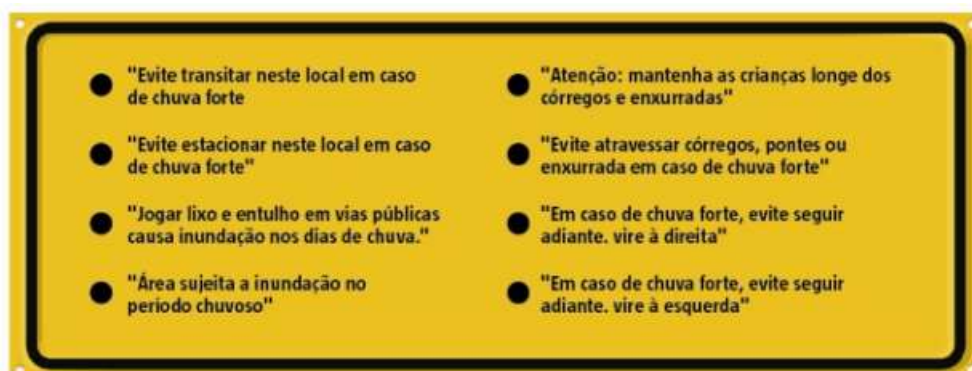 "Evite transitar neste local em caso
de chuva forte
"Evite estacionar neste local em caso
de chuva forte"
"Jogar lixo e entulho em vias públicas
causa inundação nos dias de chuva."
"Área sujeita a inundação no
período chuvoso"
"Atenção: mantenha as crianças longe dos
córregos e enxurradas"
"Evite atravessar córregos, pontes ou
enxurrada em caso de chuva forte"
"Em caso de chuva forte, evite seguir
adiante. vire à direita"
"Em caso de chuva forte, evite seguir
adiante. vire à esquerda"